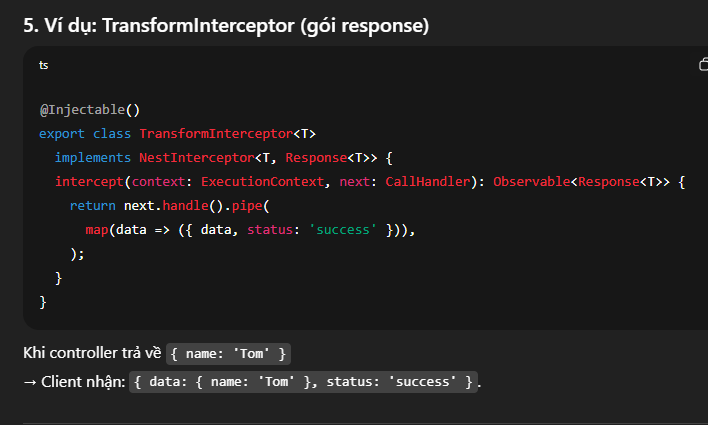 5. Ví dụ: TransformInterceptor (gói response)
ts
@Injectable()
export class TransformInterceptor<T>
  implements NestInterceptor<T, Response<T>> {
  intercept(context: ExecutionContext, next: CallHandler): Observable<Response<T>> {
    return next.handle().pipe(
      map(data => ({ data, status: 'success' })),
    );
  }
}
Khi controller trả về { name: 'Tom' }
→ Client nhận: { data: { name: 'Tom' }, status: 'success' }.